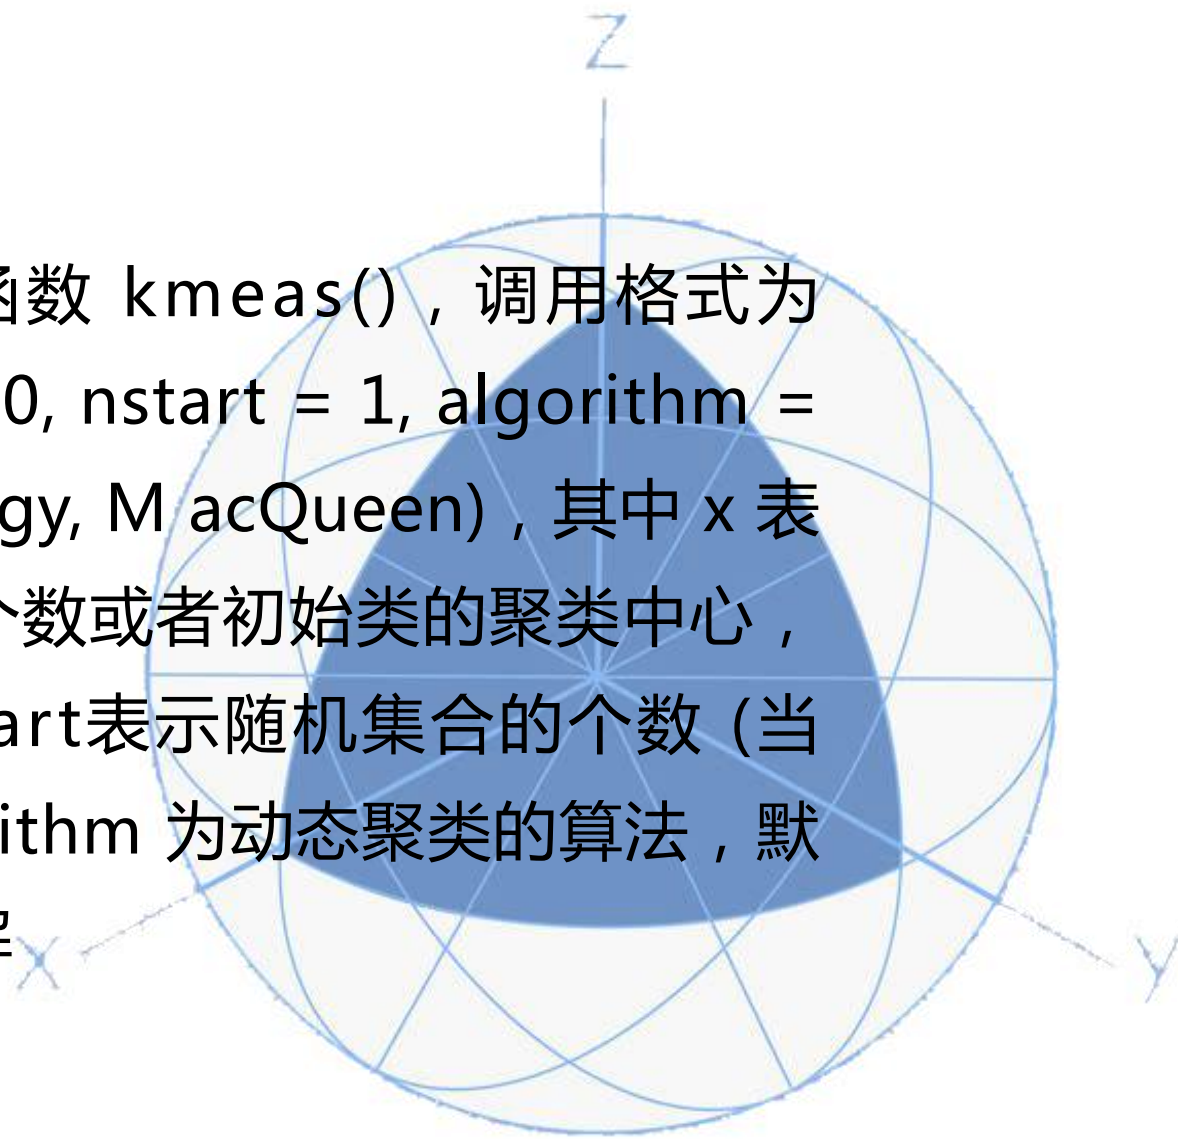 Z
函数 kmeas()，调用格式为
0, nstart = 1, algorithm =
gy, M acQueen)，其中 x 表
个数或者初始类的聚类中心，
art表示随机集合的个数 (当
ithm 为动态聚类的算法，默
X
y